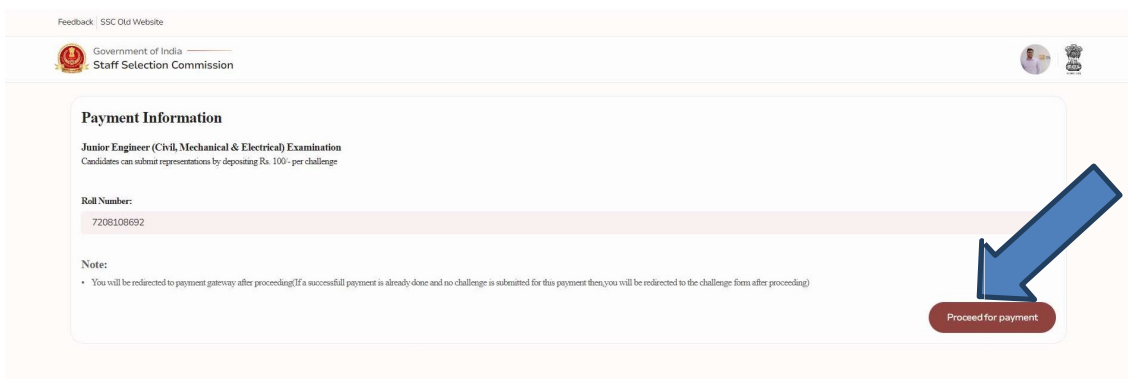 Feedback SSC Old Website
Government of India
Staff Selection Commission
Payment Information
Junior Engineer (Civil, Mechanical & Electrical) Examination
Candidates can submit representations by depositing Rs. 100/- per challenge
Roll Number:
7208108692
Note:
• You will be redirected to payment gateway after proceeding(If a successfull payment is already done and no challenge is submitted for this payment then,you will be redirected to the challenge form after proceeding)
Proceed for payment